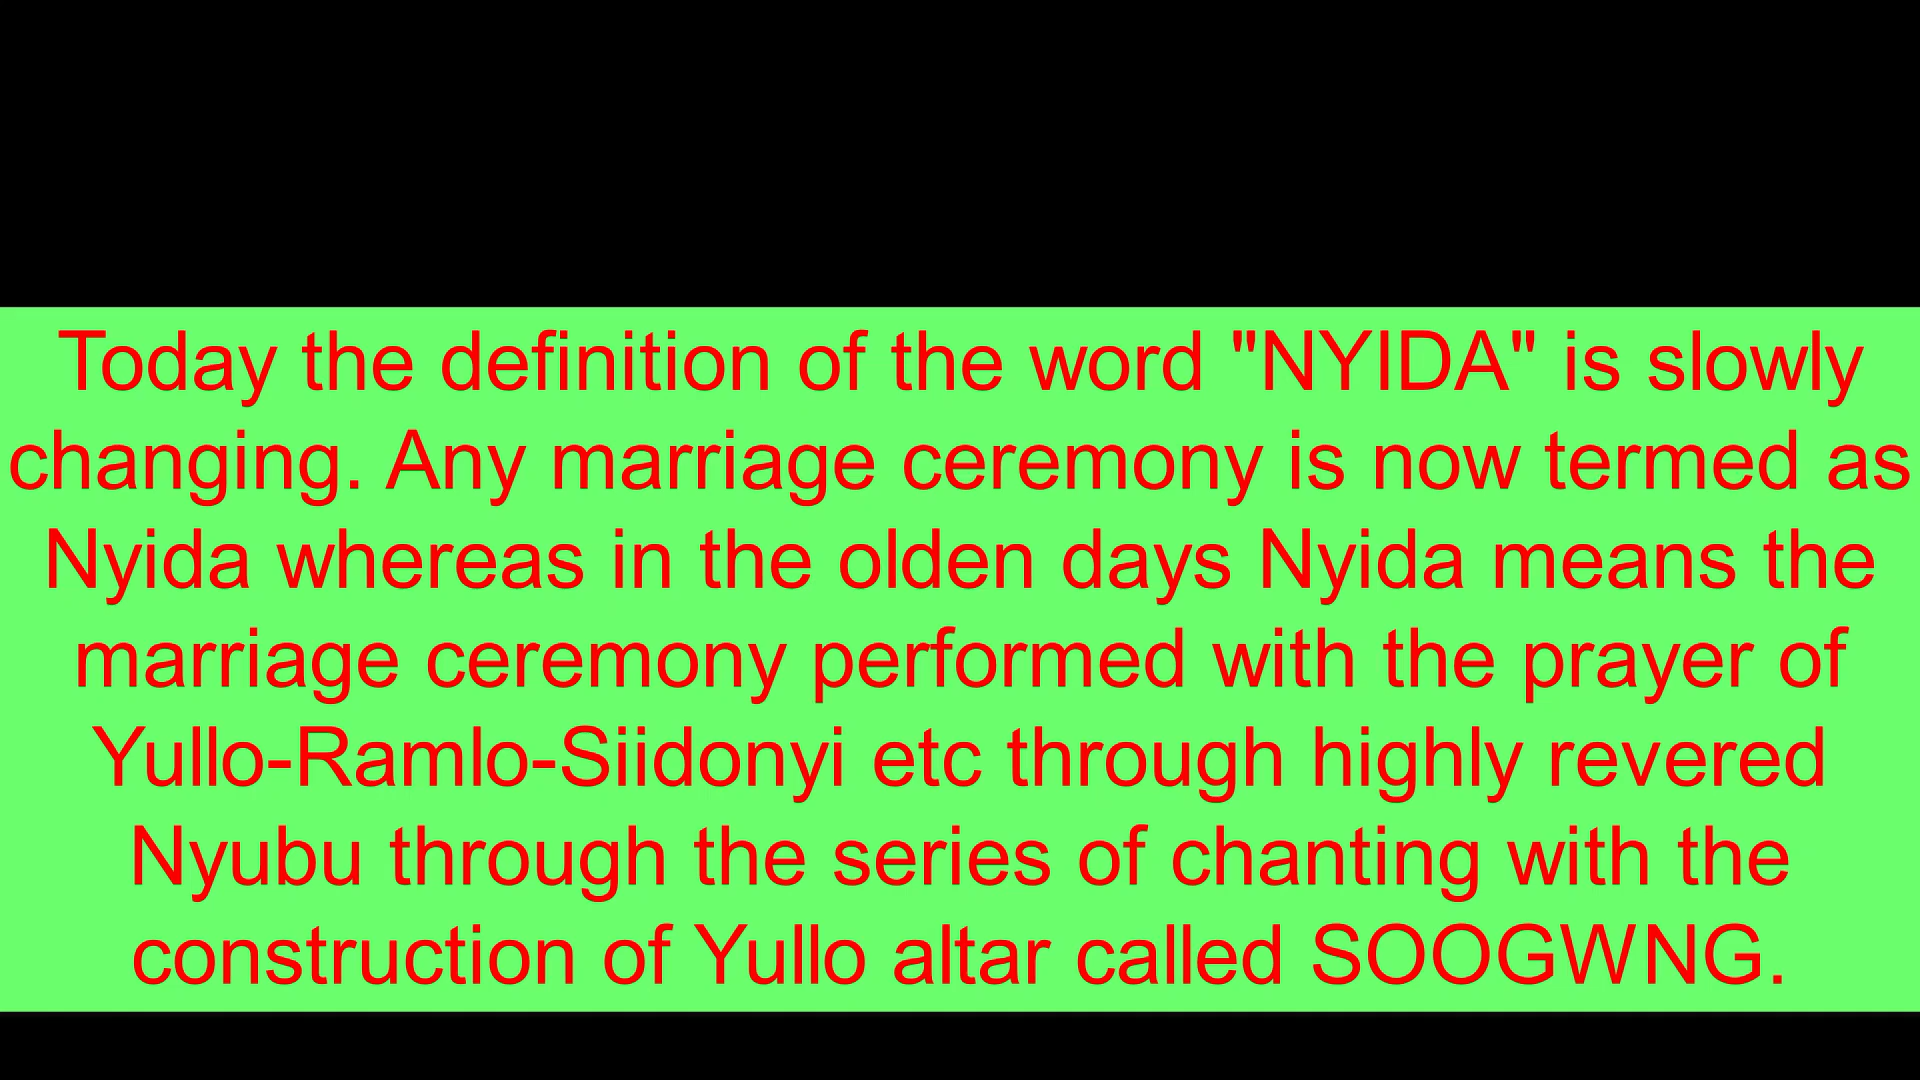 Today the definition of the word "NYIDA" is slowly
changing. Any marriage ceremony is now termed as
Nyida whereas in the olden days Nyida means the
marriage ceremony performed with the prayer of
Yullo-Ramlo-Siidonyi etc through highly revered
Nyubu through the series of chanting with the
construction of Yullo altar called SOOGWNG.